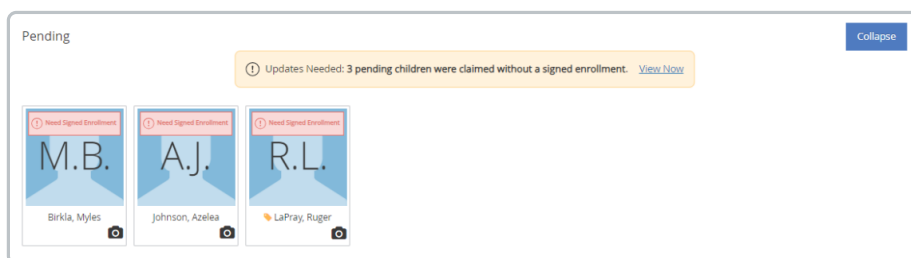 Pending
Collapse
Updates Needed: 3 pending children were claimed without a signed enrollment. View Now
Need Signed Enrollment
M.B.
Birkla, Myles
Need Signed Enrollment
A.J.
Johnson, Azelea
Need Signed Enrollment
R.L.
LaPray, Ruger